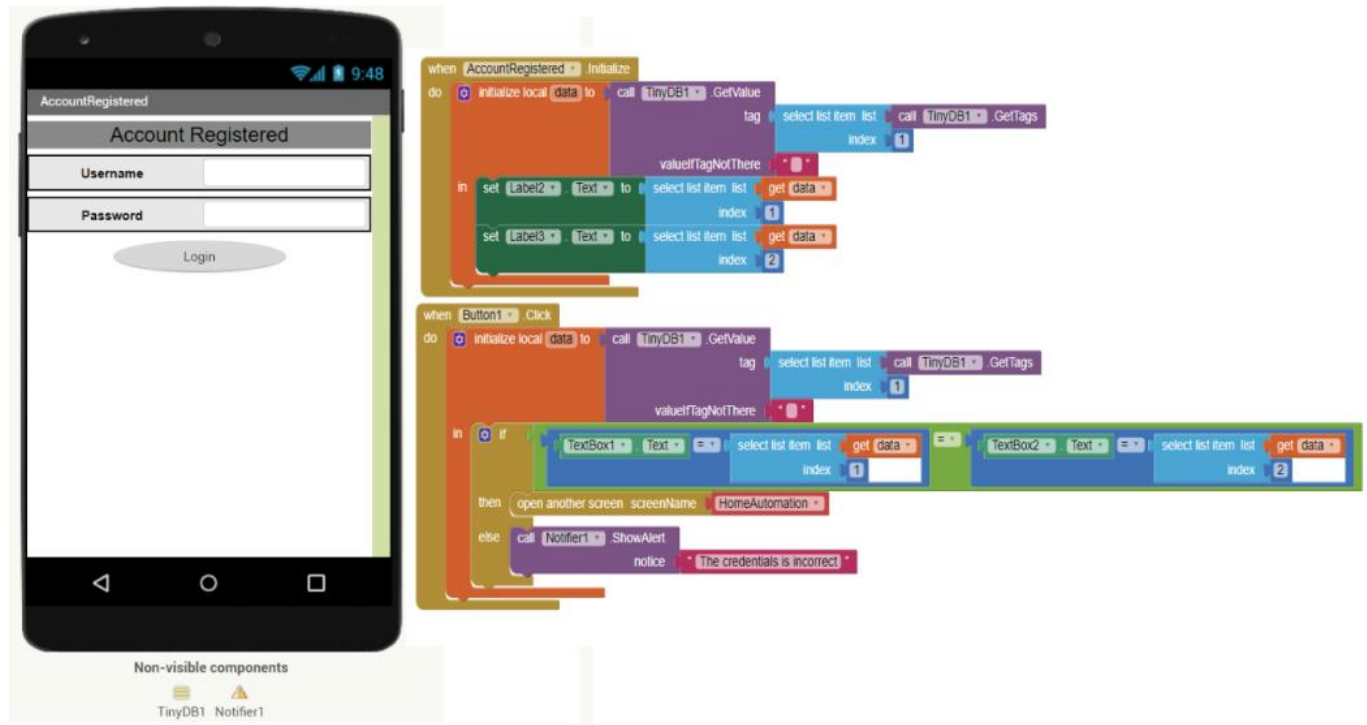 9:48
AccountRegistered
Account Registered
Username
Password
Login
Non-visible components
TinyDB1 Notifier1
when AccountRegistered .Initialize
do initialize local data to call TinyDB1 .GetValue
tag select list item list call TinyDB1 .GetTags
index 1
valueIfTagNotThere " "
in set Label2 . Text to select list item list get data
index 1
set Label3 . Text to select list item list get data
index 2
when Button1 .Click
do initialize local data to call TinyDB1 .GetValue
tag select list item list call TinyDB1 .GetTags
index 1
valueIfTagNotThere " "
in if TextBox1 . Text = select list item list get data = TextBox2 . Text = select list item list get data
index 1 index 2
then open another screen screenName HomeAutomation
else call Notifier1 .ShowAlert
notice " The credentials is incorrect "